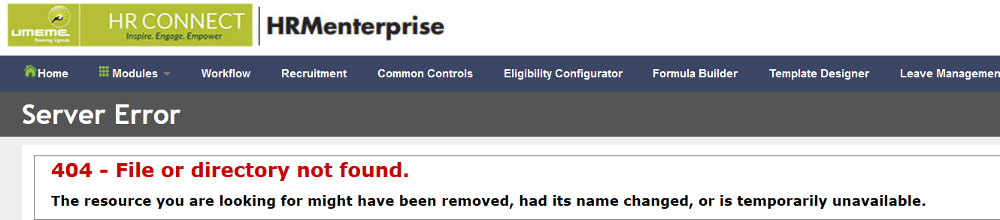 HR CONNECT
Inspire. Engage. Empower
UMEME
Powering Uganda
HRMenterprise
Home Modules Workflow Recruitment Common Controls Eligibility Configurator Formula Builder Template Designer Leave Managemen
Server Error
404 - File or directory not found.
The resource you are looking for might have been removed, had its name changed, or is temporarily unavailable.